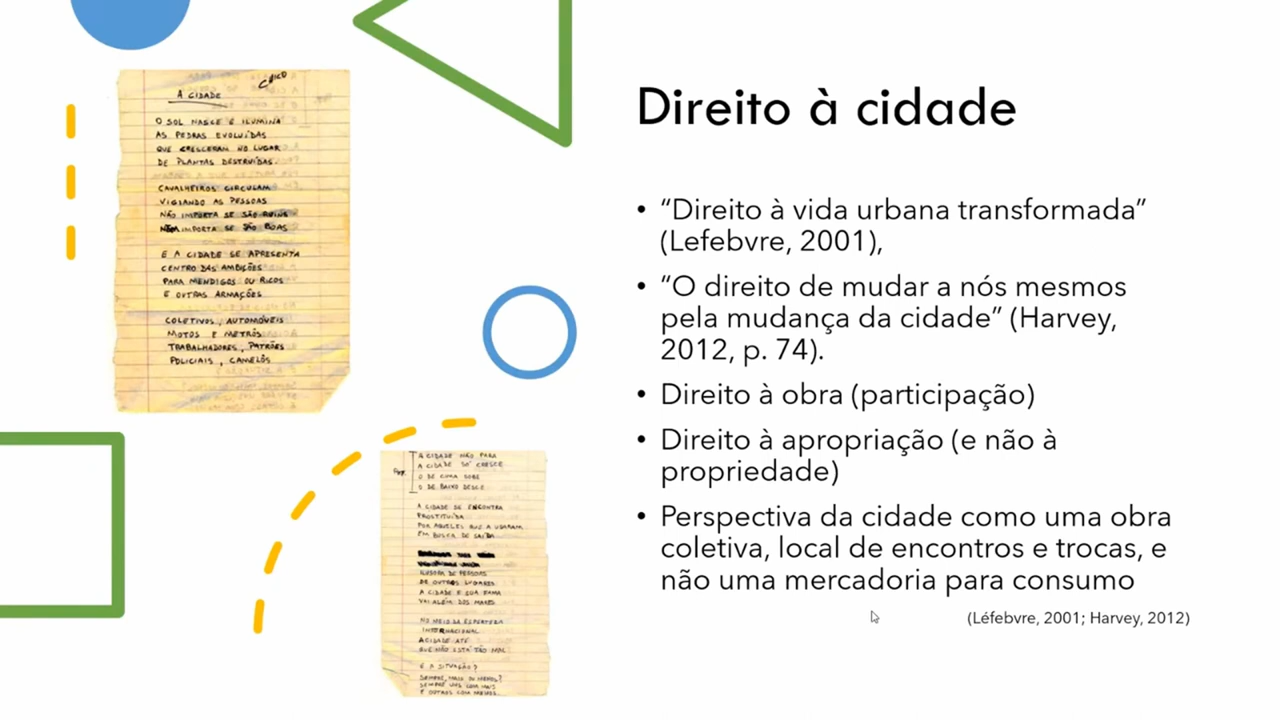 CHICO
A CIDADE
O SOL NASCE E ILUMINA
AS PEDRAS EVOLUÍDAS
QUE CRESCERAM NO LUGAR
DE PLANTAS DESTRUÍDAS.
CAVALHEIROS CIRCULAM
VIGIANDO AS PESSOAS
NÃO IMPORTA SE SÃO RUINS
NÃO IMPORTA SE SÃO BOAS
E A CIDADE SE APRESENTA
CENTRO DAS AMBIÇÕES
PARA MENDIGOS OU RICOS
E OUTRAS ARMAÇÕES
COLETIVOS, AUTOMÓVEIS
MOTOS E METRÔS
TRABALHADORES, PATRÕES
POLICIAIS, CAMELÔS
A CIDADE NÃO PARA
A CIDADE SÓ CRESCE
O DE CIMA SOBE
O DE BAIXO DESCE
A CIDADE SE ENCONTRA
PROSTITUÍDA
POR AQUELES QUE A USARAM
EM BUSCA DE SAÍDA
ILUSORA DE PESSOAS
DE OUTROS LUGARES
A CIDADE E SUA FAMA
VAI ALÉM DOS MARES
NO MEIO DA ESPERTEZA
INTERNACIONAL
A CIDADE ATÉ
QUE NÃO ESTÁ TÃO MAL
E A SITUAÇÃO?
SEMPRE MAIS OU MENOS?
SEMPRE UNS COM MAIS
E OUTROS COM MENOS.
Direito à cidade
• “Direito à vida urbana transformada”
(Lefebvre, 2001),
• “O direito de mudar a nós mesmos
pela mudança da cidade” (Harvey,
2012, p. 74).
• Direito à obra (participação)
• Direito à apropriação (e não à
propriedade)
• Perspectiva da cidade como uma obra
coletiva, local de encontros e trocas, e
não uma mercadoria para consumo
(Léfebvre, 2001; Harvey, 2012)